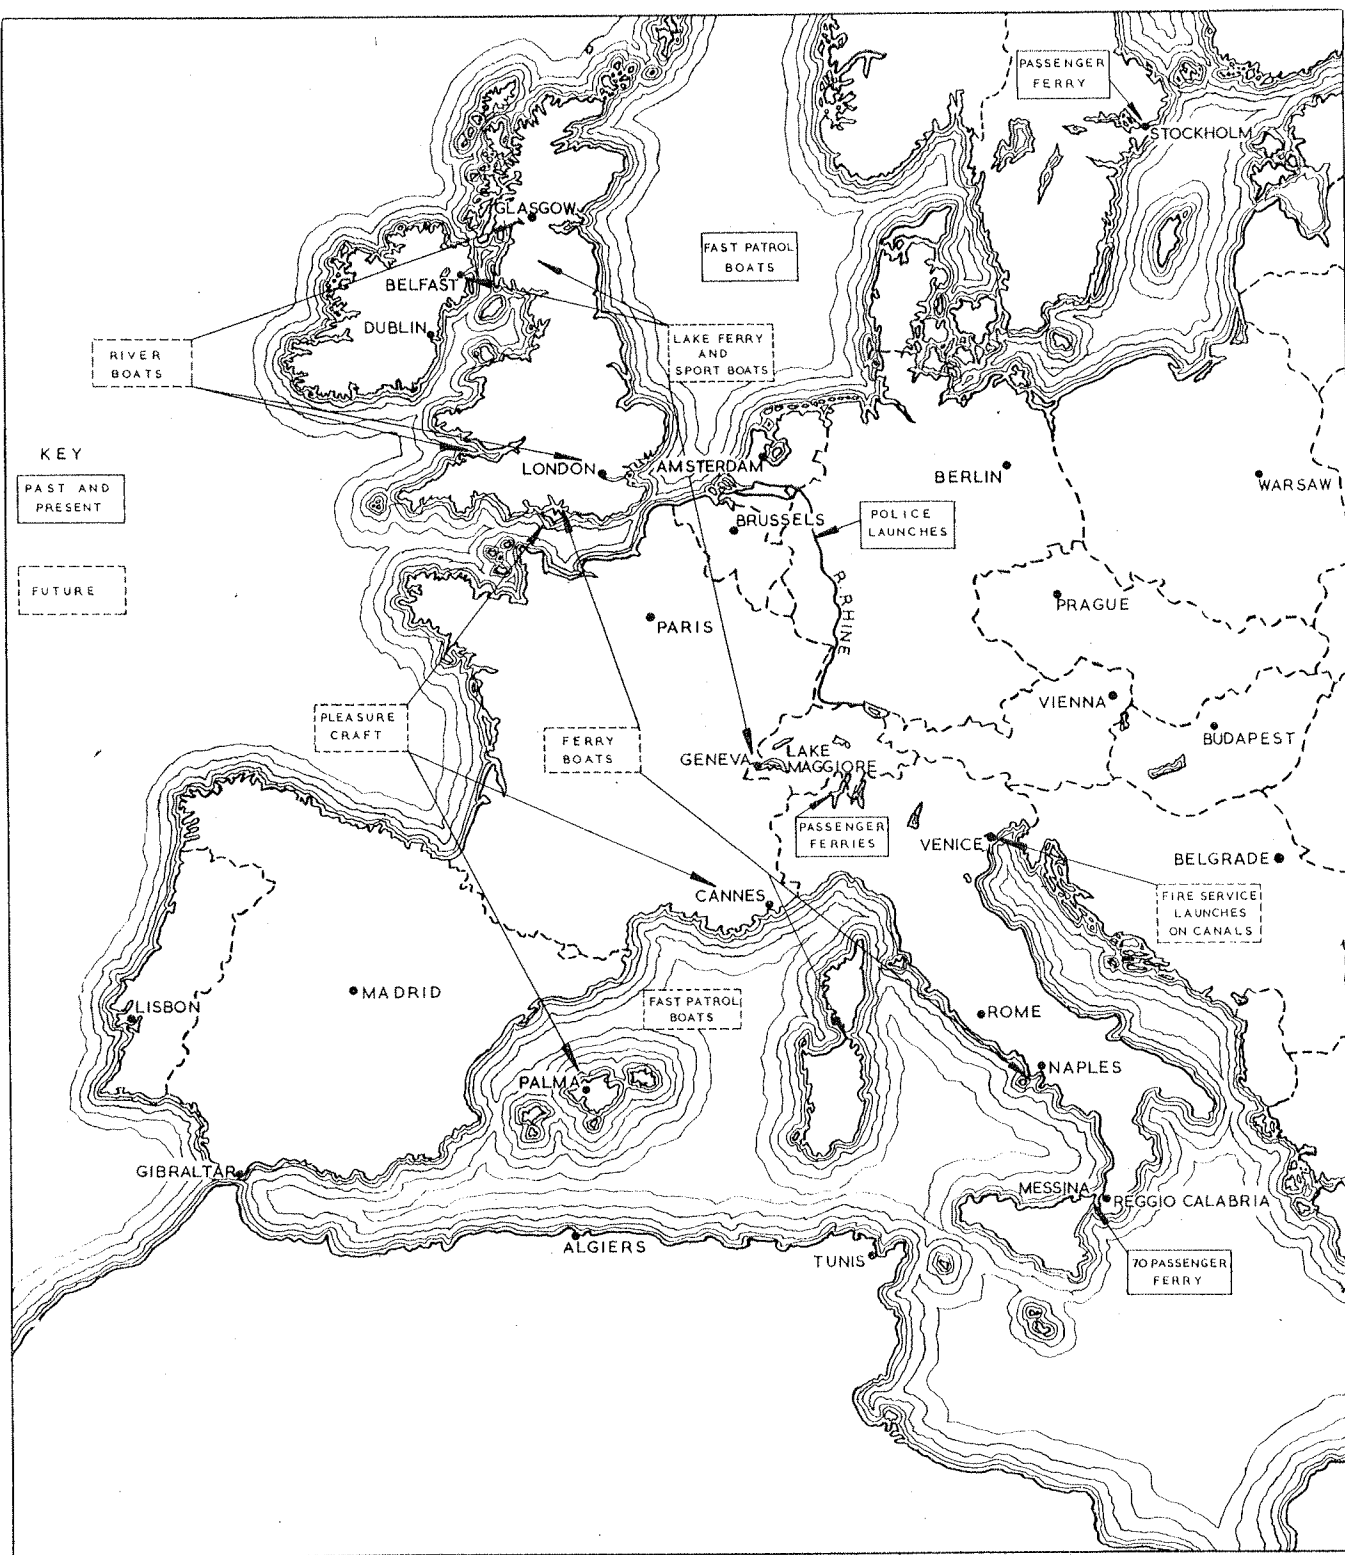 PASSENGER
FERRY
STOCKHOLM
GLASGOW
FAST PATROL
BOATS
BELFAST
DUBLIN
RIVER
BOATS
LAKE FERRY
AND
SPORT BOATS
KEY
PAST AND
PRESENT
FUTURE
LONDON
AMSTERDAM
BERLIN
WARSAW
BRUSSELS
POLICE
LAUNCHES
R. RHINE
PRAGUE
PARIS
VIENNA
BUDAPEST
PLEASURE
CRAFT
FERRY
BOATS
GENEVA
LAKE
MAGGIORE
PASSENGER
FERRIES
VENICE
BELGRADE
CANNES
FIRE SERVICE
LAUNCHES
ON CANALS
MADRID
LISBON
FAST PATROL
BOATS
ROME
PALMA
NAPLES
GIBRALTAR
MESSINA
REGGIO CALABRIA
ALGIERS
TUNIS
70 PASSENGER
FERRY